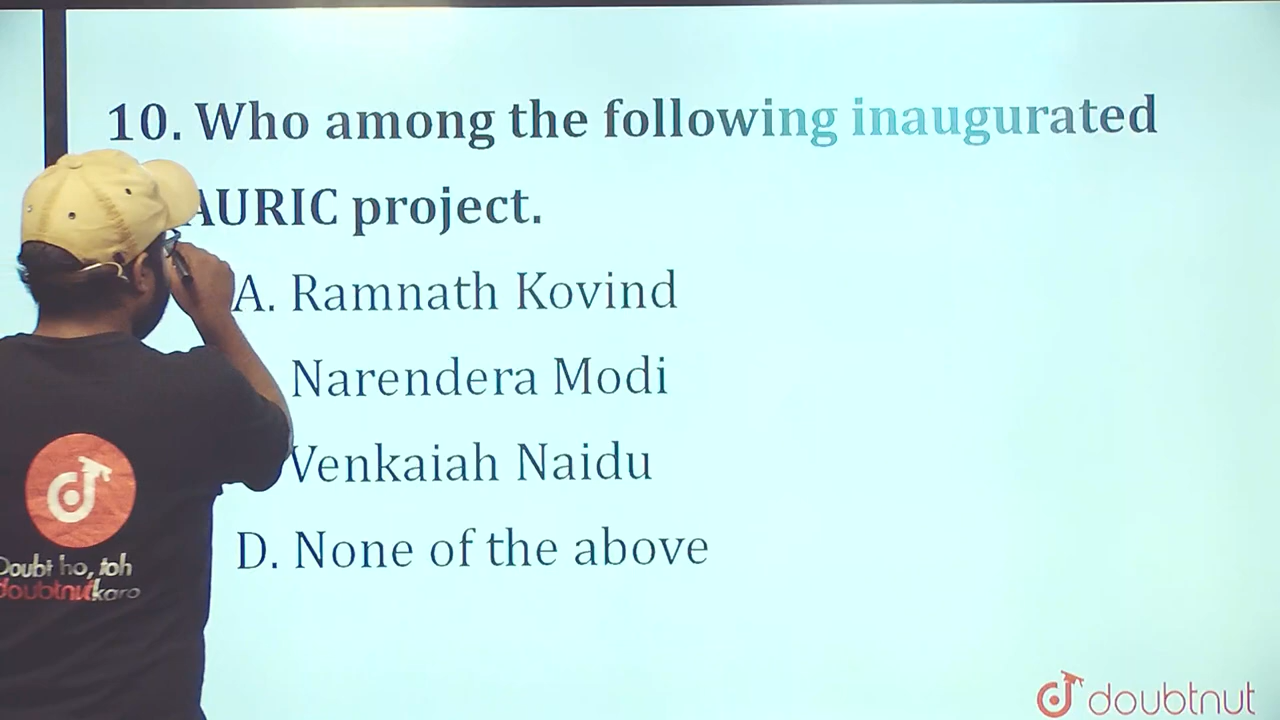 10. Who among the following inaugurated
AURIC project.
A. Ramnath Kovind
Narendera Modi
Venkaiah Naidu
D. None of the above
Doubt ho, toh
doubtnut karo
doubtnut